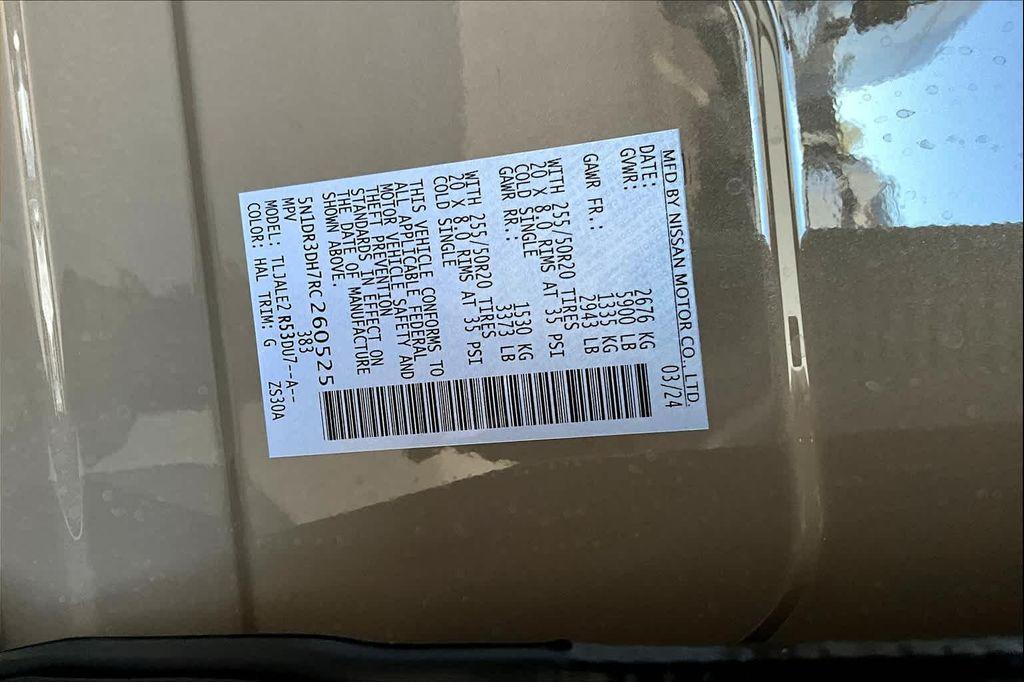 MFD BY NISSAN MOTOR CO., LTD.
DATE: 03/24
GVWR: 2676 KG
5900 LB
GAWR FR.: 1335 KG
2943 LB
WITH 255/50R20 TIRES
20 X 8.0 RIMS AT 35 PSI
COLD SINGLE
GAWR RR.: 1530 KG
3373 LB
WITH 255/50R20 TIRES
20 X 8.0 RIMS AT 35 PSI
COLD SINGLE
THIS VEHICLE CONFORMS TO
ALL APPLICABLE FEDERAL
MOTOR VEHICLE SAFETY AND
THEFT PREVENTION
STANDARDS IN EFFECT ON
THE DATE OF MANUFACTURE
SHOWN ABOVE.
5N1DR3DH7RC260525
MPV 383
MODEL: TLJALE2 R53DU7--A--
COLOR: HAL TRIM: G ZS30A